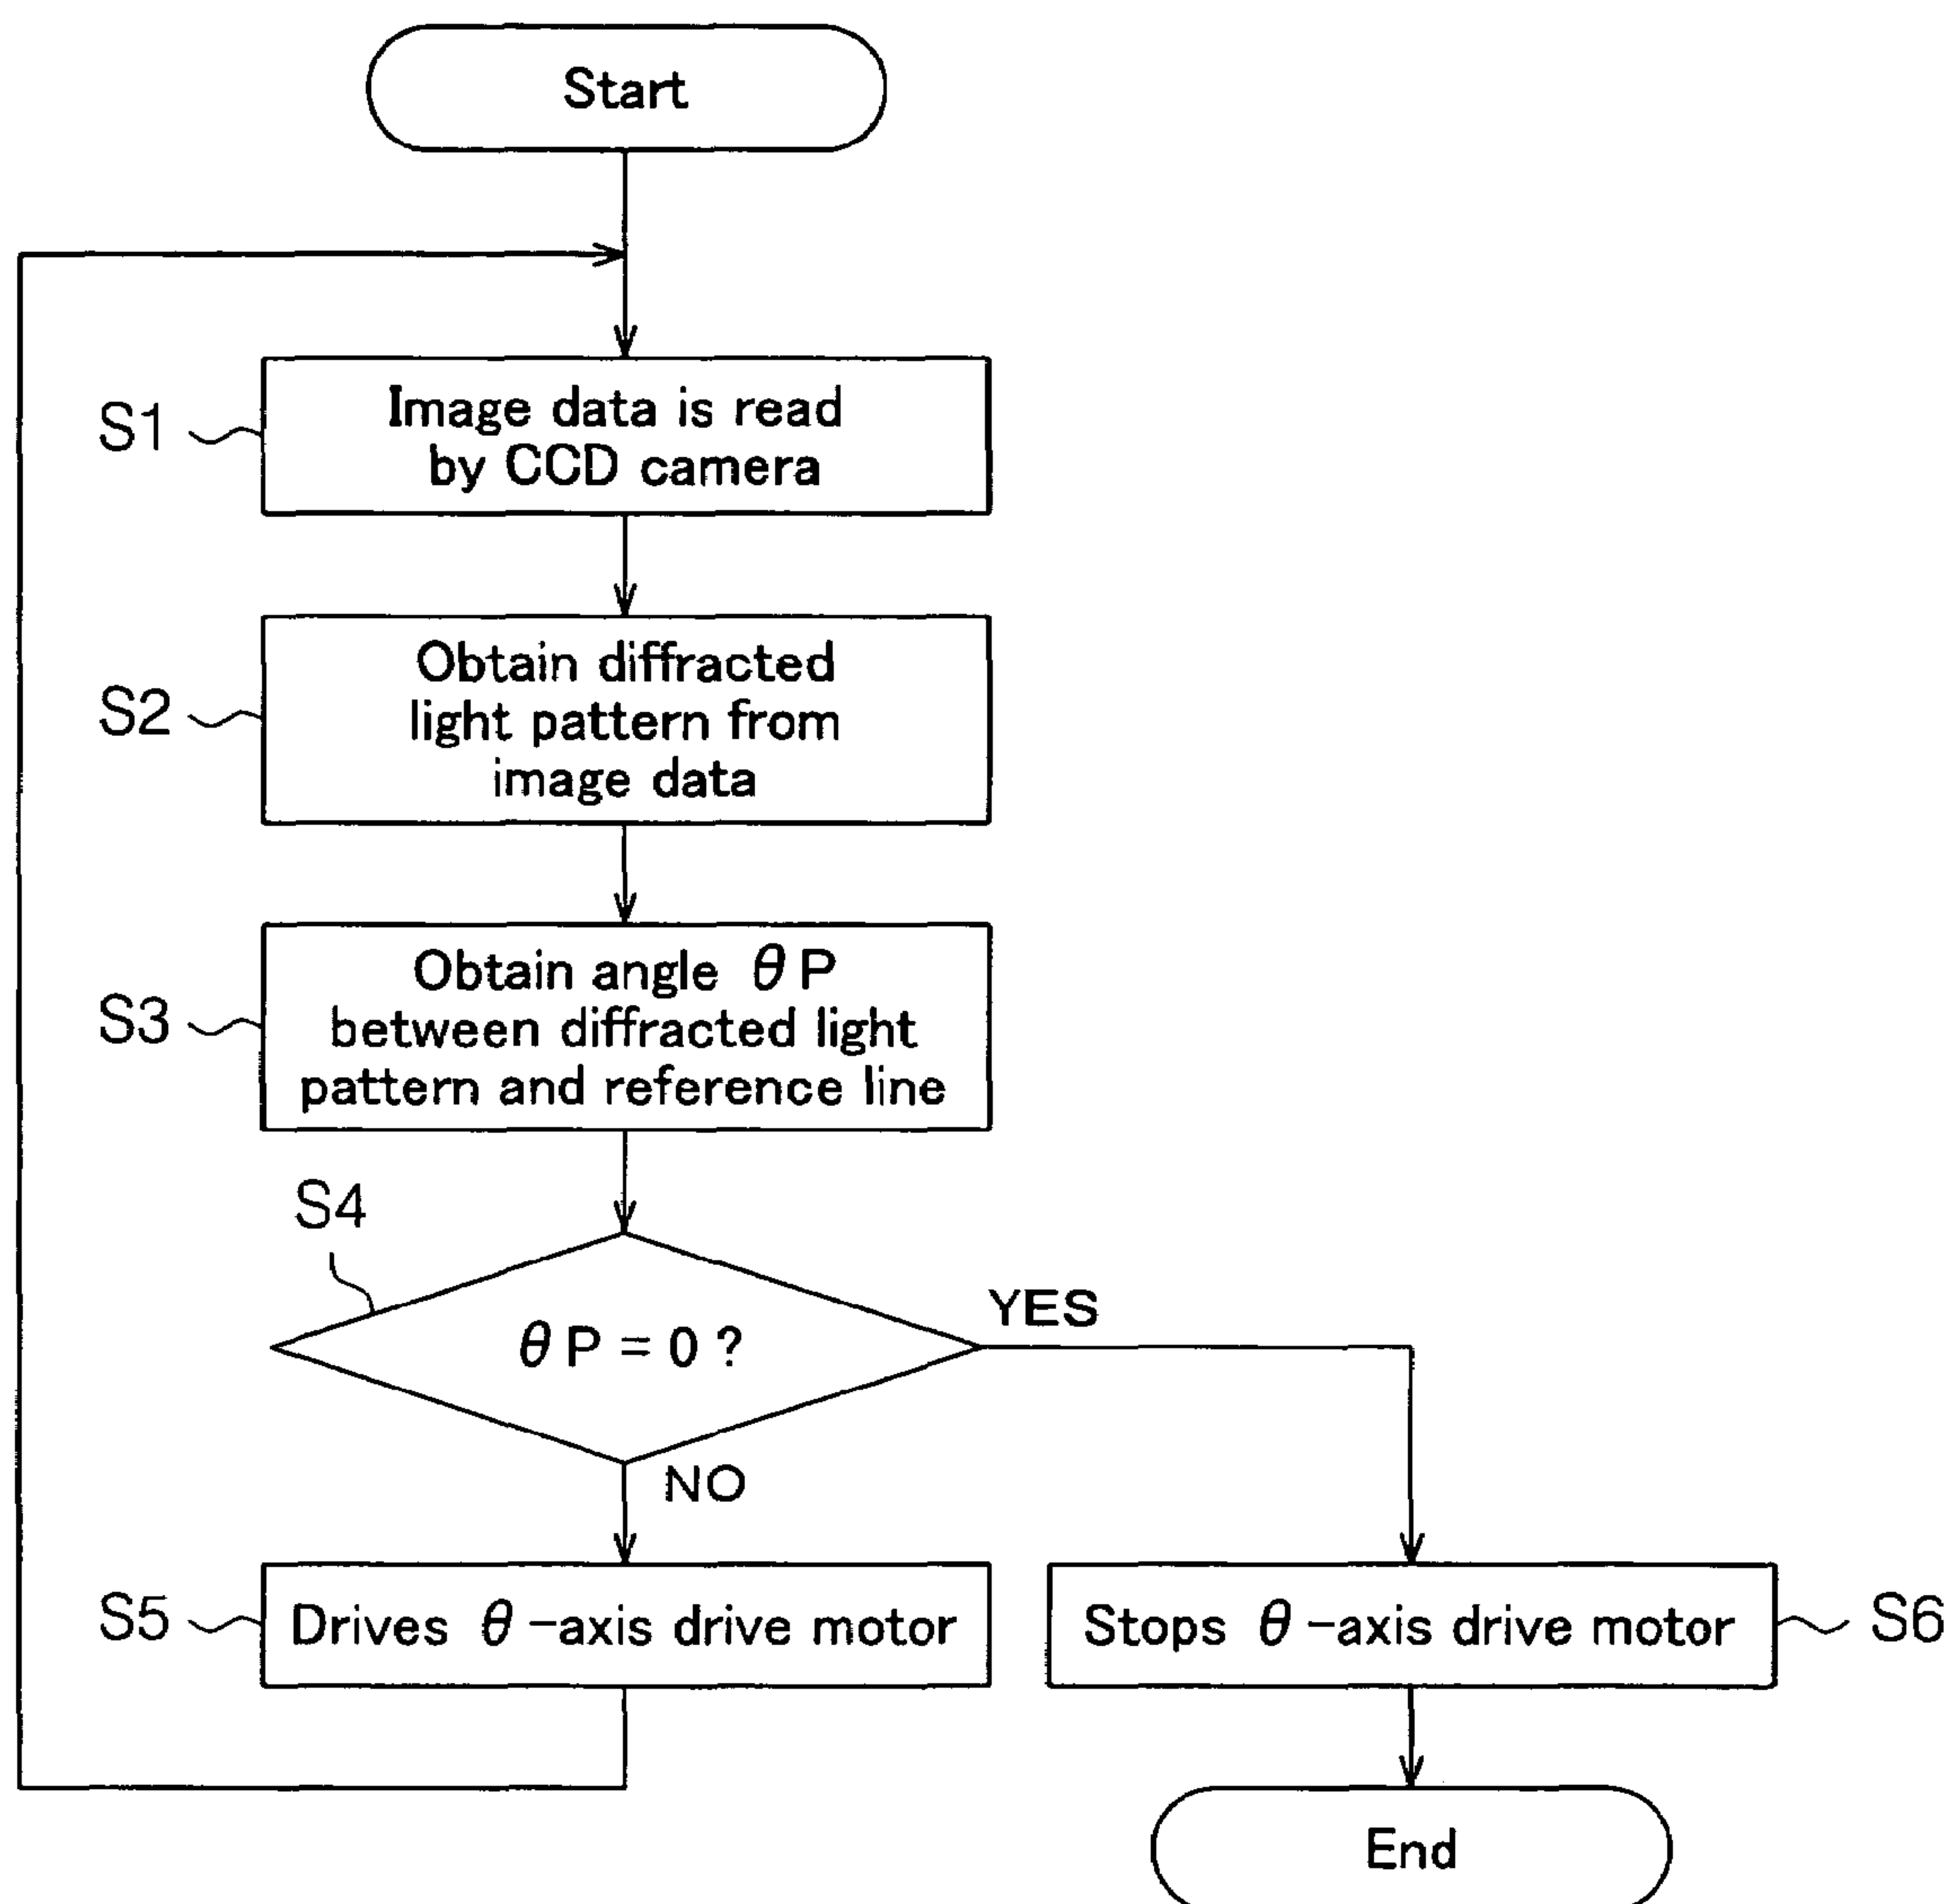 Start
S1
Image data is read
by CCD camera
S2
Obtain diffracted
light pattern from
image data
S3
Obtain angle θP
between diffracted light
pattern and reference line
S4
θP = 0 ?
YES
NO
S5
Drives θ-axis drive motor
Stops θ-axis drive motor
S6
End